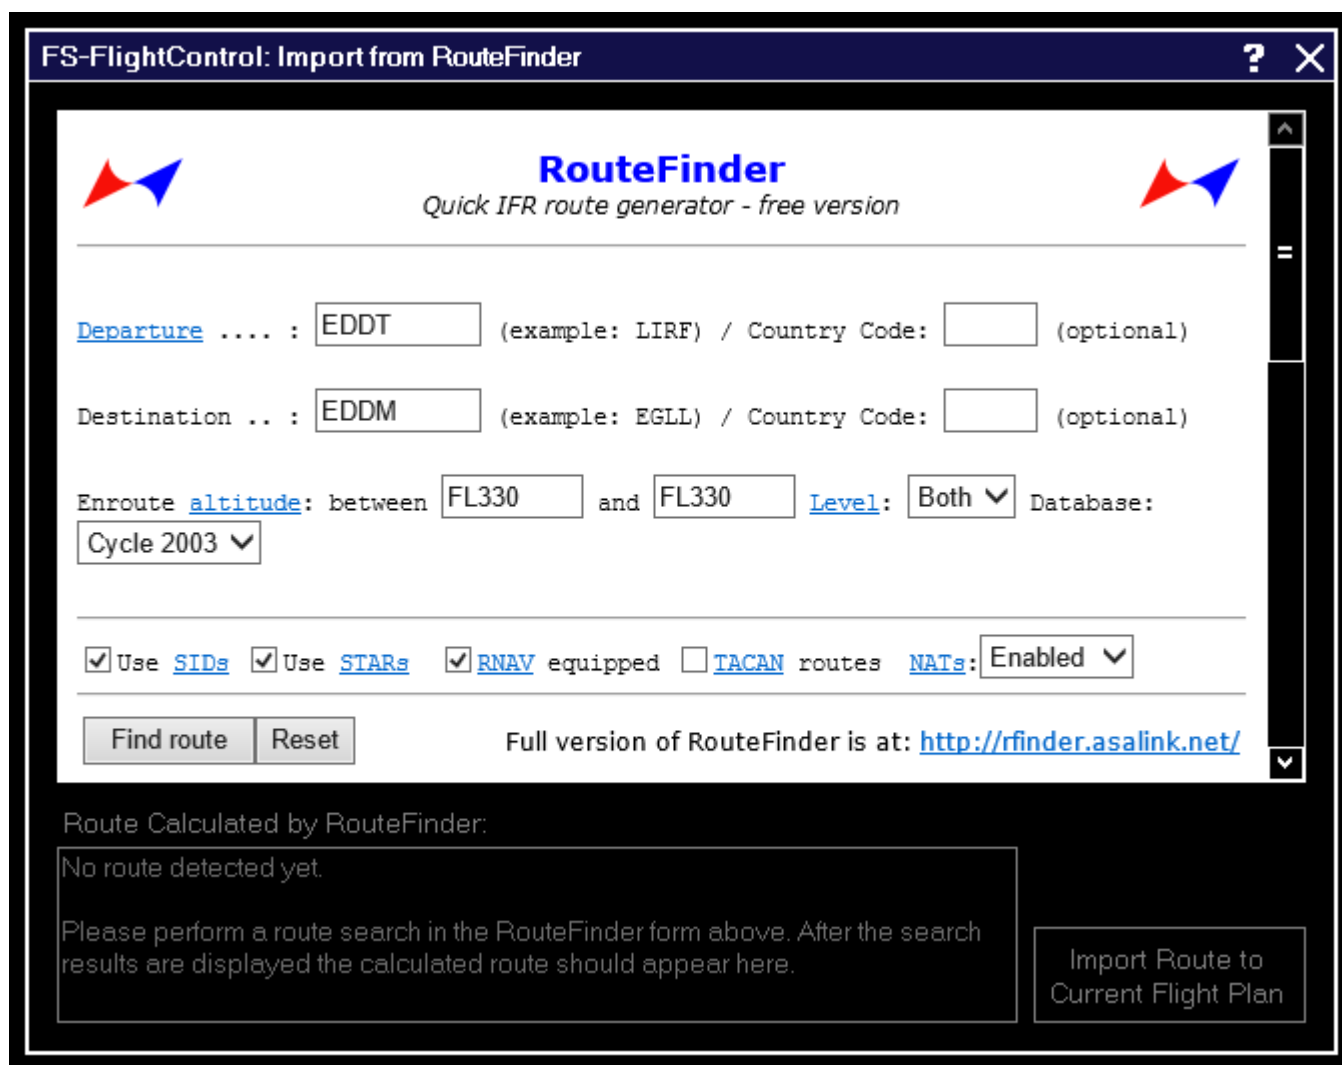 FS-FlightControl: Import from RouteFinder ?
RouteFinder
Quick IFR route generator - free version
Departure .... : EDDT (example: LIRF) / Country Code: (optional)
Destination .. : EDDM (example: EGLL) / Country Code: (optional)
Enroute altitude: between FL330 and FL330 Level: Both Database:
Cycle 2003
Use SIDs Use STARs RNAV equipped TACAN routes NATs: Enabled
Find route Reset Full version of RouteFinder is at: http://rfinder.asalink.net/
Route Calculated by RouteFinder:
No route detected yet.
Please perform a route search in the RouteFinder form above. After the search
results are displayed the calculated route should appear here.
Import Route to
Current Flight Plan